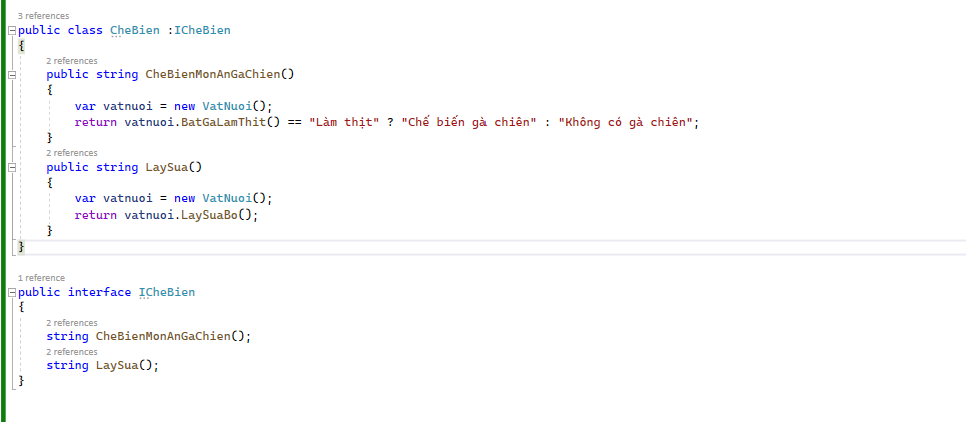 3 references
public class CheBien :ICheBien
{
2 references
public string CheBienMonAnGaChien()
{
var vatnuoi = new VatNuoi();
return vatnuoi.BatGaLamThit() == "Làm thịt" ? "Chế biến gà chiên" : "Không có gà chiên";
}
2 references
public string LaySua()
{
var vatnuoi = new VatNuoi();
return vatnuoi.LaySuaBo();
}
}
1 reference
public interface ICheBien
{
2 references
string CheBienMonAnGaChien();
2 references
string LaySua();
}